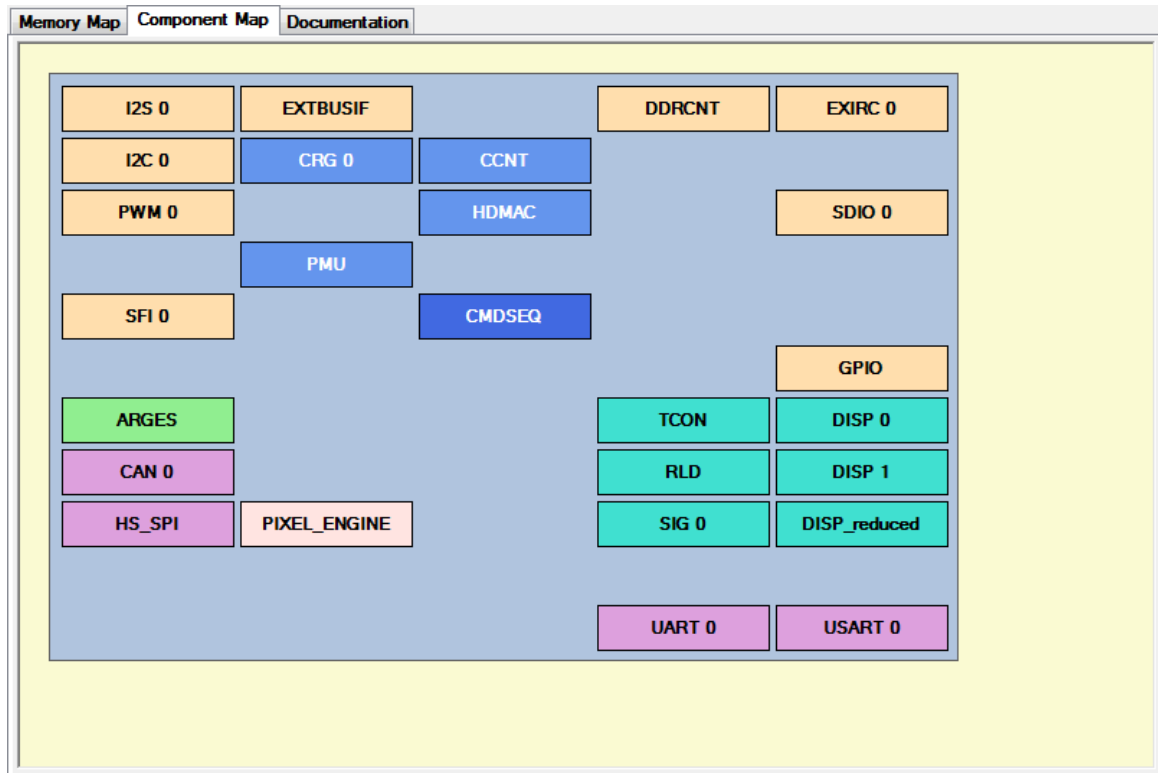 Memory Map Component Map Documentation
I2S 0 EXTBUSIF DDRCNT EXIRC 0
I2C 0 CRG 0 CCNT
PWM 0 HDMAC SDIO 0
PMU
SFI 0 CMDSEQ
GPIO
ARGES TCON DISP 0
CAN 0 RLD DISP 1
HS_SPI PIXEL_ENGINE SIG 0 DISP_reduced
UART 0 USART 0